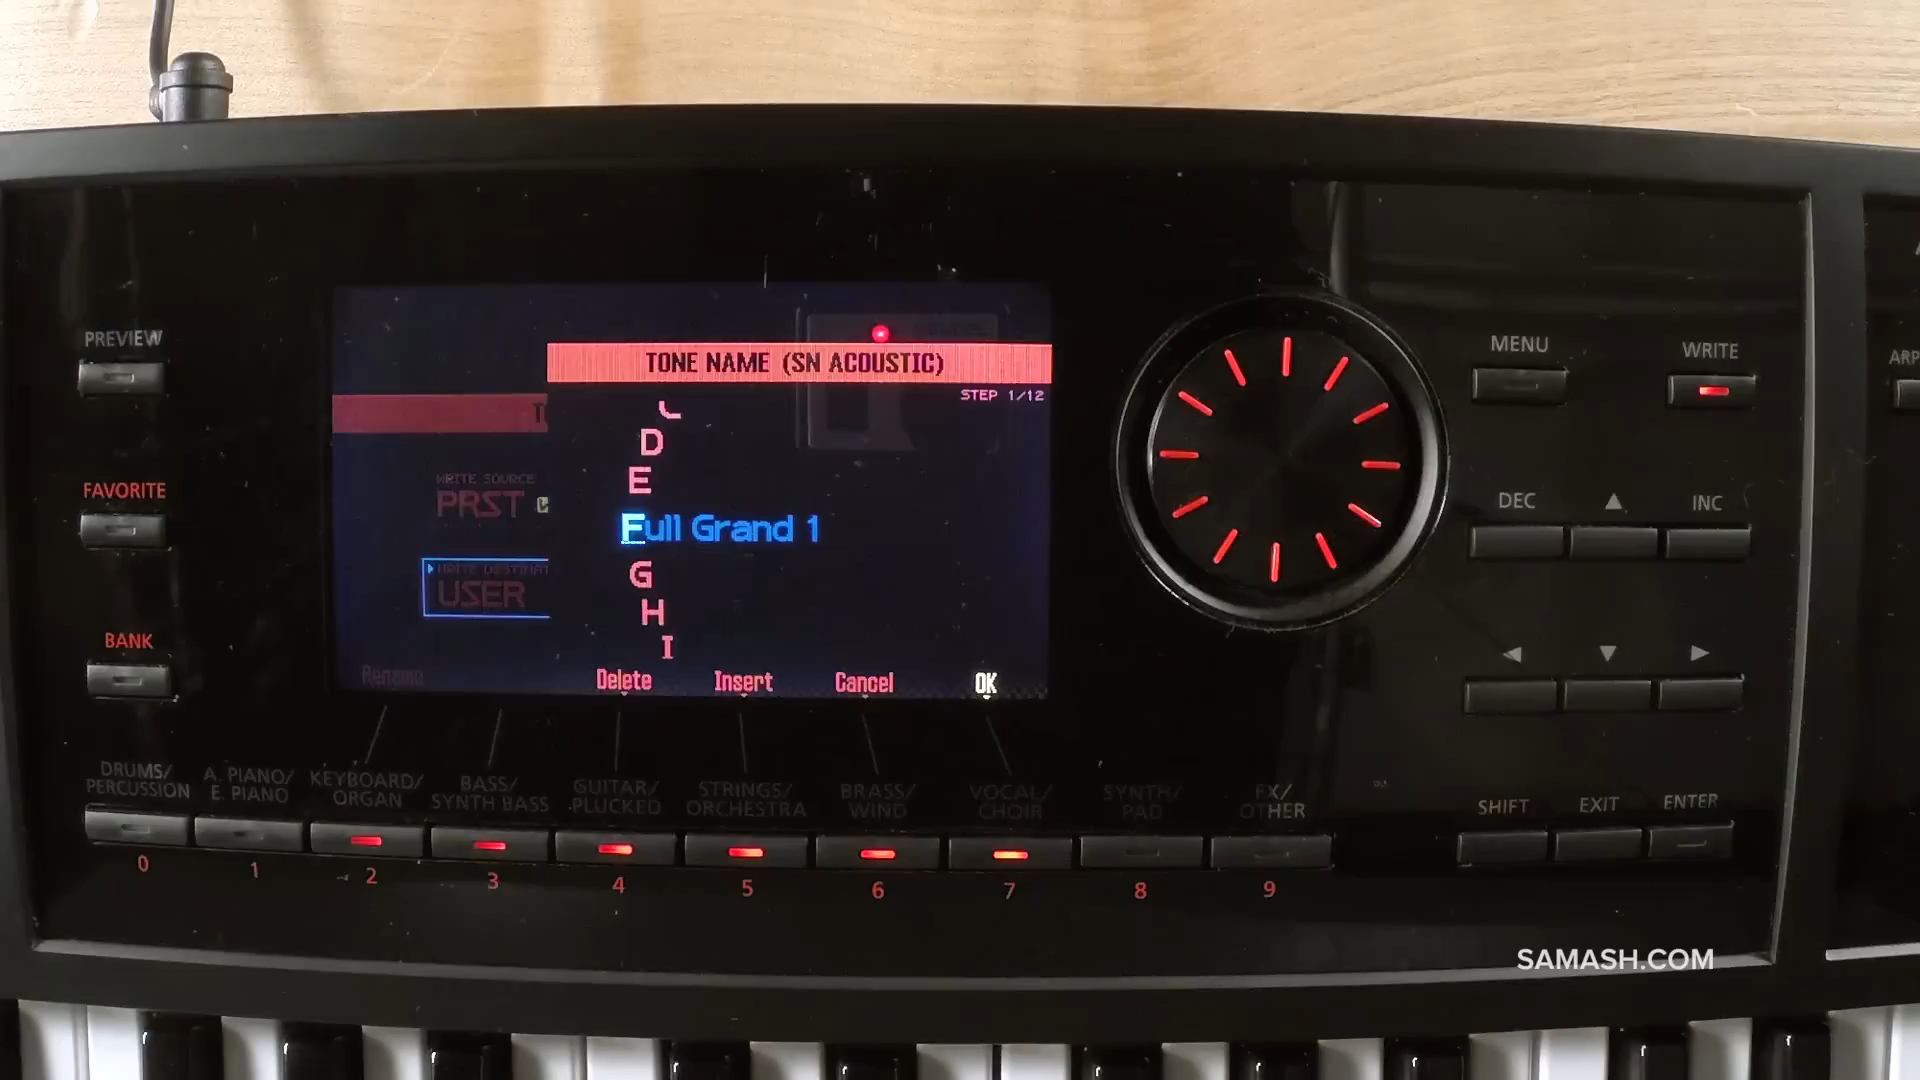 PREVIEW
FAVORITE
BANK
TONE NAME (SN ACOUSTIC)
STEP 1/12
D
E
Full Grand 1
G
H
I
WRITE SOURCE
PRST
USER
Rename
Delete
Insert
Cancel
OK
MENU
WRITE
DEC
▲
INC
◄
▼
►
SHIFT
EXIT
ENTER
DRUMS/
PERCUSSION
A. PIANO/
E. PIANO
KEYBOARD/
ORGAN
BASS/
SYNTH BASS
GUITAR/
PLUCKED
STRINGS/
ORCHESTRA
BRASS/
WIND
VOCAL/
CHOIR
SYNTH/
PAD
FX/
OTHER
0
1
2
3
4
5
6
7
8
9
SAMASH.COM